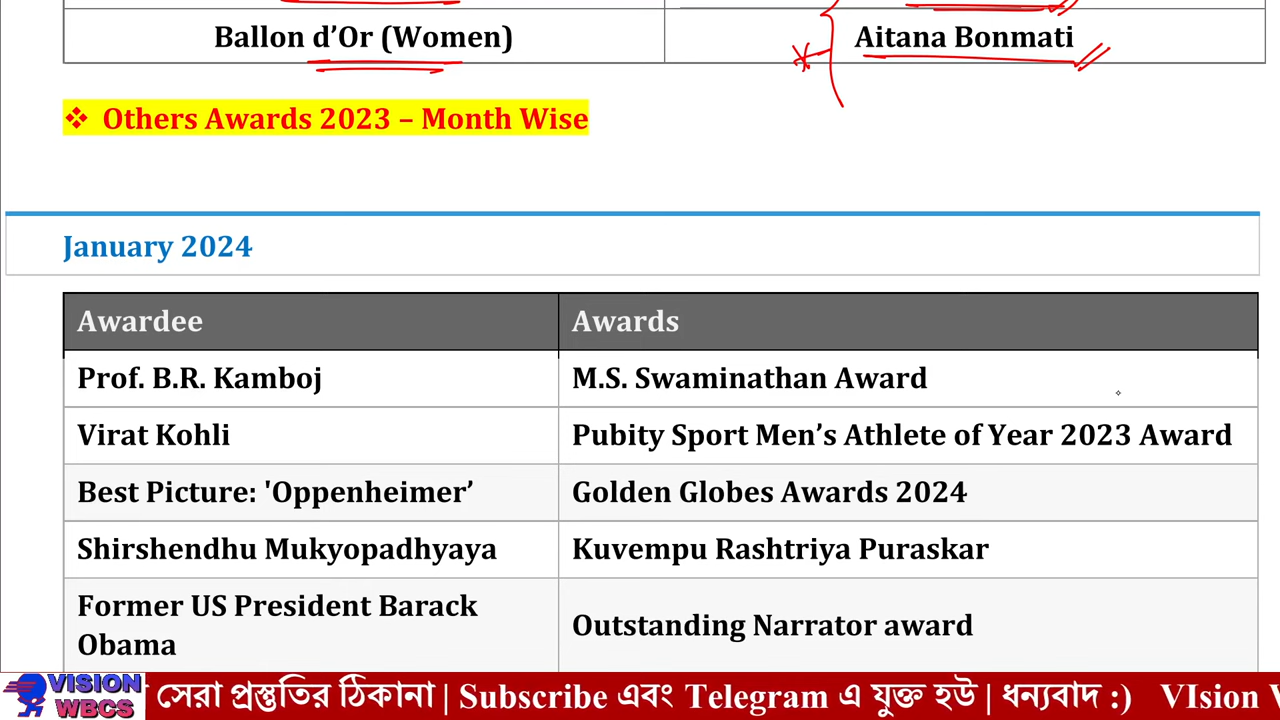 Ballon d’Or (Women) Aitana Bonmati
❖ Others Awards 2023 – Month Wise
January 2024
Awardee Awards
Prof. B.R. Kamboj M.S. Swaminathan Award
Virat Kohli Pubity Sport Men’s Athlete of Year 2023 Award
Best Picture: 'Oppenheimer’ Golden Globes Awards 2024
Shirshendhu Mukyopadhyaya Kuvempu Rashtriya Puraskar
Former US President Barack
Obama Outstanding Narrator award
VISION
WBCS
সেরা প্রস্তুতির ঠিকানা | Subscribe এবং Telegram এ যুক্ত হউ | ধন্যবাদ :) VIsion W